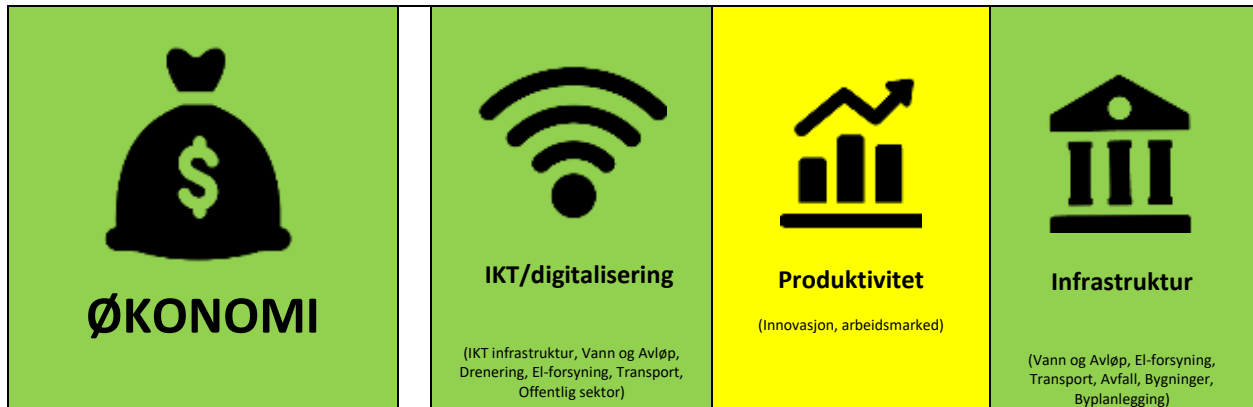 $
ØKONOMI
IKT/digitalisering
(IKT infrastruktur, Vann og Avløp,
Drenering, El-forsyning, Transport,
Offentlig sektor)
Produktivitet
(Innovasjon, arbeidsmarked)
Infrastruktur
(Vann og Avløp, El-forsyning,
Transport, Avfall, Bygninger,
Byplanlegging)